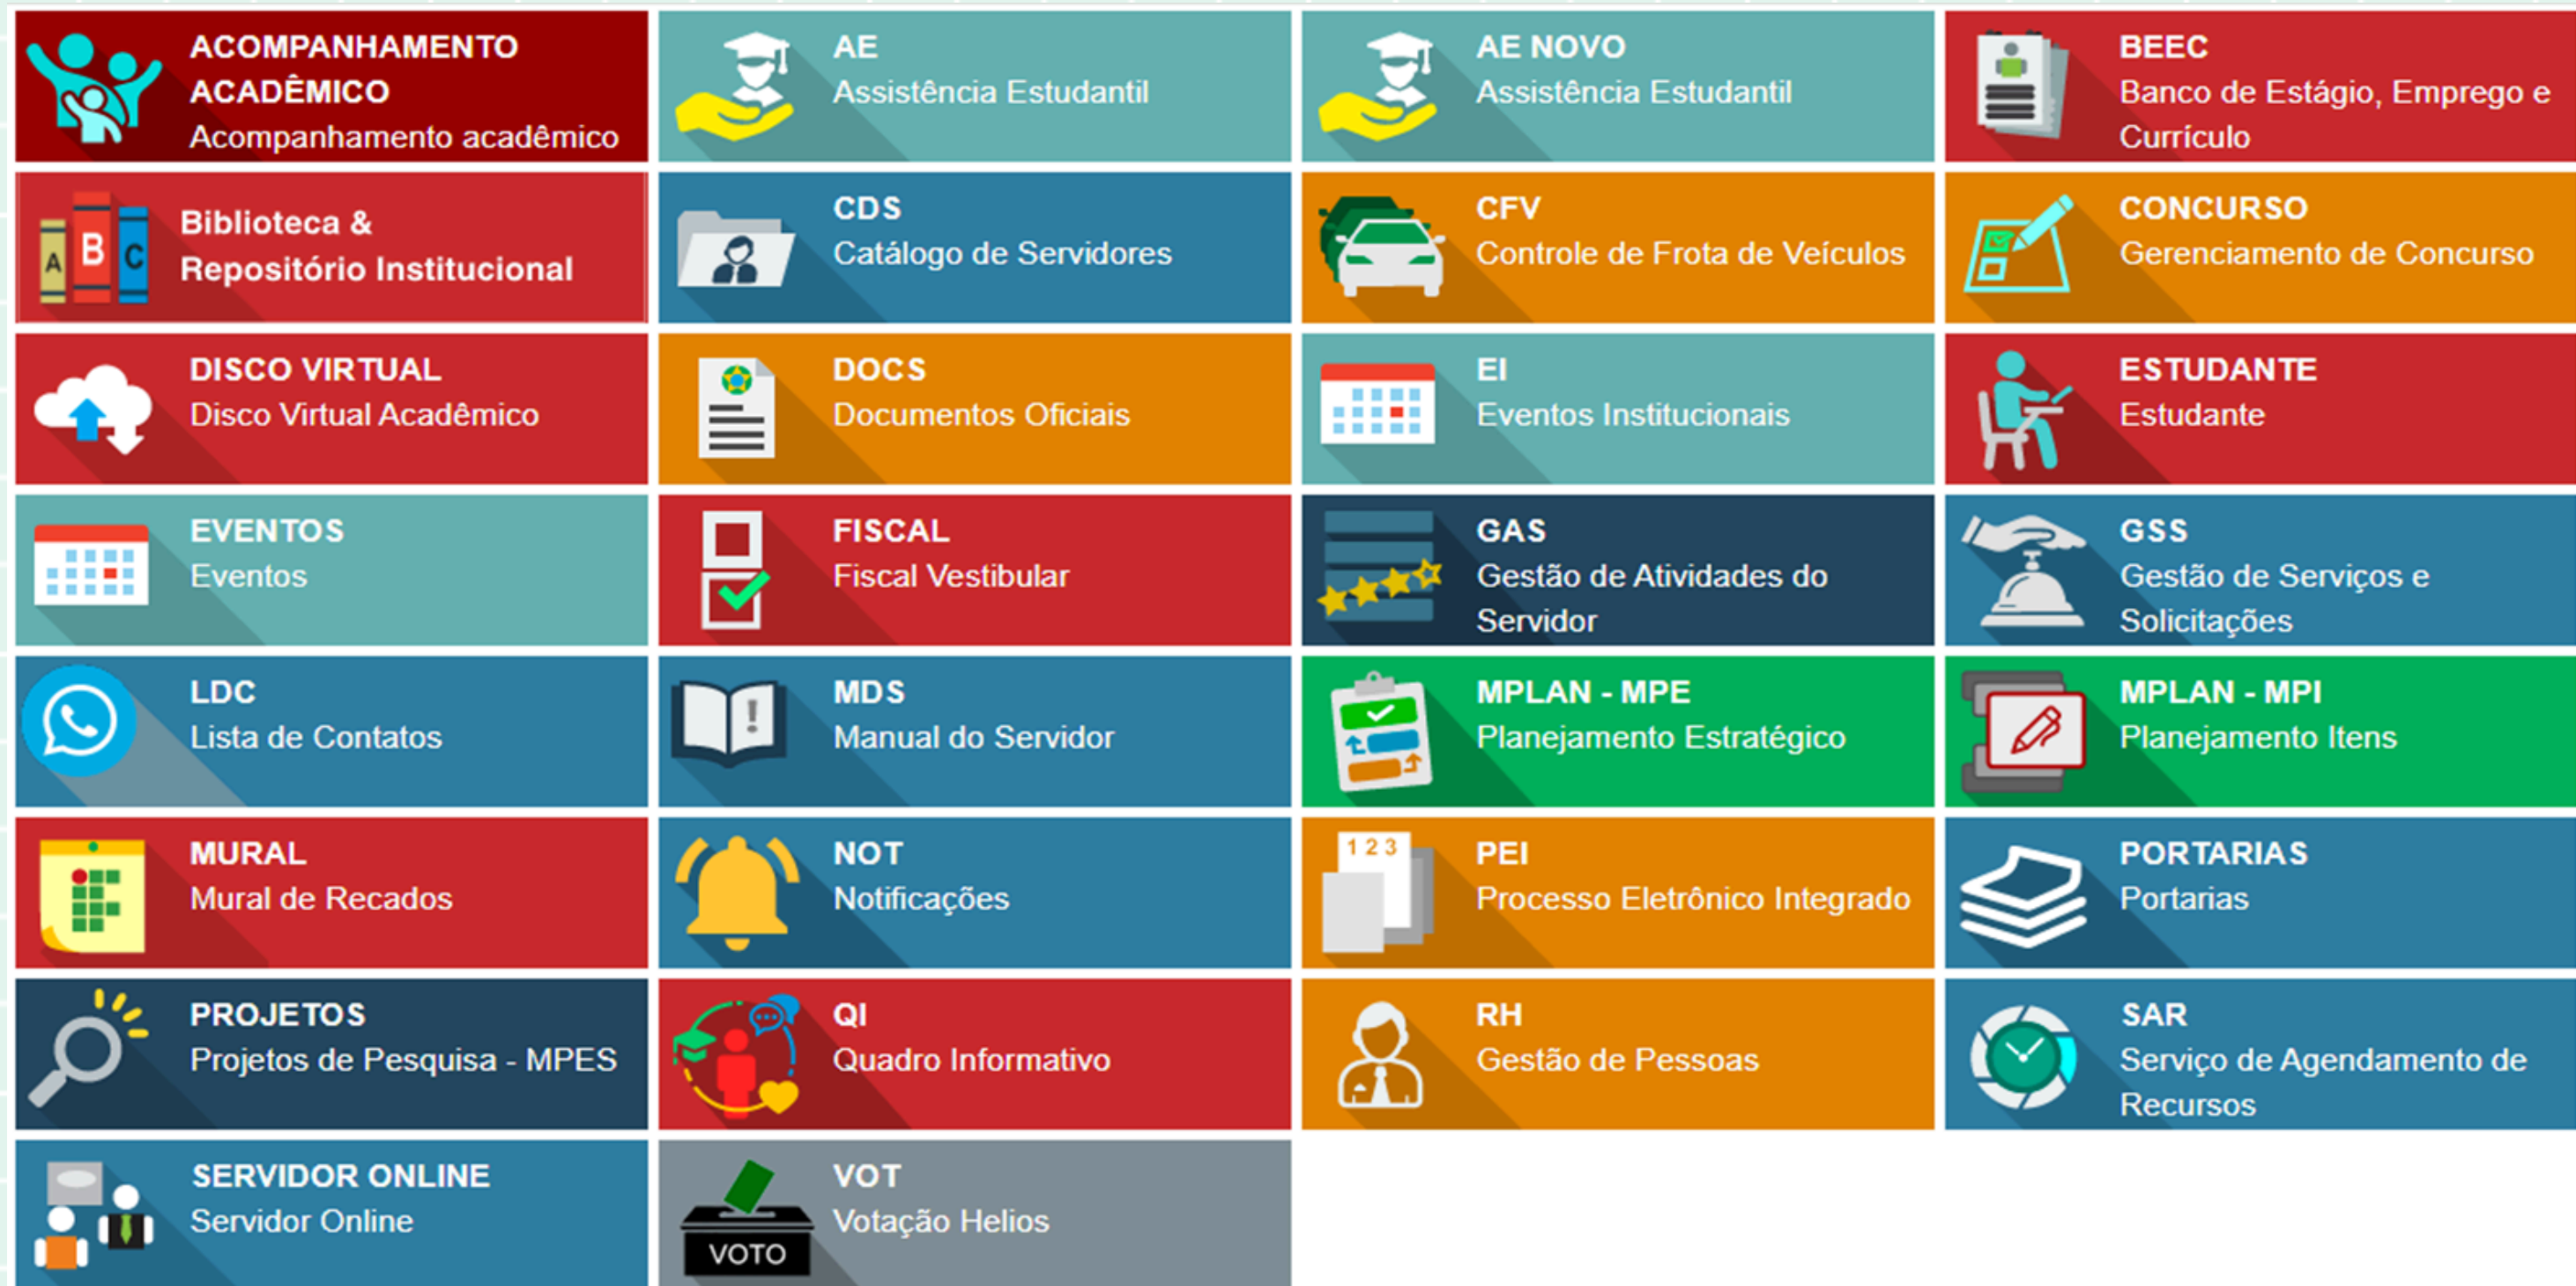 ACOMPANHAMENTO
ACADÊMICO
Acompanhamento acadêmico
AE
Assistência Estudantil
AE NOVO
Assistência Estudantil
BEEC
Banco de Estágio, Emprego e
Currículo
A B C
Biblioteca &
Repositório Institucional
CDS
Catálogo de Servidores
CFV
Controle de Frota de Veículos
CONCURSO
Gerenciamento de Concurso
DISCO VIRTUAL
Disco Virtual Acadêmico
DOCS
Documentos Oficiais
EI
Eventos Institucionais
ESTUDANTE
Estudante
EVENTOS
Eventos
FISCAL
Fiscal Vestibular
GAS
Gestão de Atividades do
Servidor
GSS
Gestão de Serviços e
Solicitações
LDC
Lista de Contatos
!
MDS
Manual do Servidor
MPLAN - MPE
Planejamento Estratégico
MPLAN - MPI
Planejamento Itens
MURAL
Mural de Recados
NOT
Notificações
1 2 3
PEI
Processo Eletrônico Integrado
PORTARIAS
Portarias
PROJETOS
Projetos de Pesquisa - MPES
QI
Quadro Informativo
RH
Gestão de Pessoas
SAR
Serviço de Agendamento de
Recursos
SERVIDOR ONLINE
Servidor Online
VOTO
VOT
Votação Helios